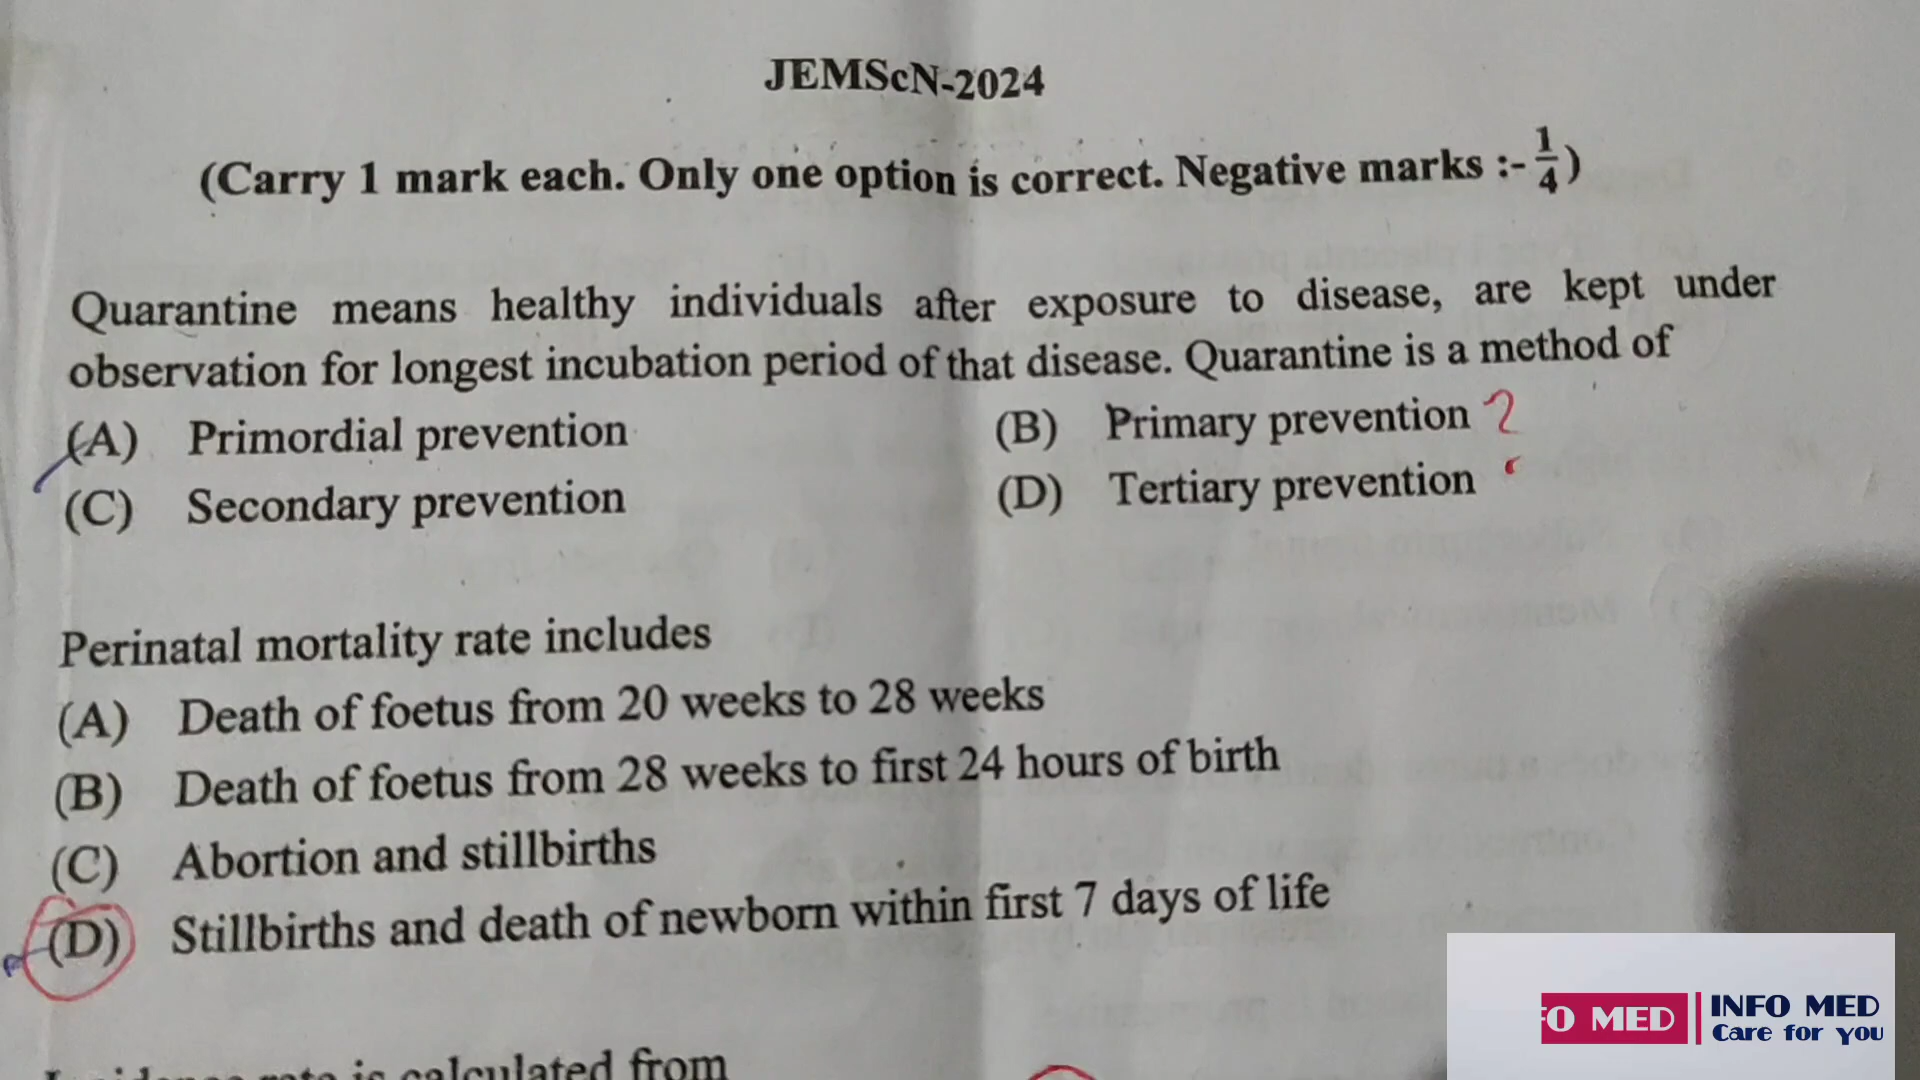 JEMScN-2024
(Carry 1 mark each. Only one option is correct. Negative marks :-1/4)
Quarantine means healthy individuals after exposure to disease, are kept under
observation for longest incubation period of that disease. Quarantine is a method of
(A) Primordial prevention (B) Primary prevention ?
(C) Secondary prevention (D) Tertiary prevention
Perinatal mortality rate includes
(A) Death of foetus from 20 weeks to 28 weeks
(B) Death of foetus from 28 weeks to first 24 hours of birth
(C) Abortion and stillbirths
(D) Stillbirths and death of newborn within first 7 days of life
rate is calculated from
O MED | INFO MED
Care for you